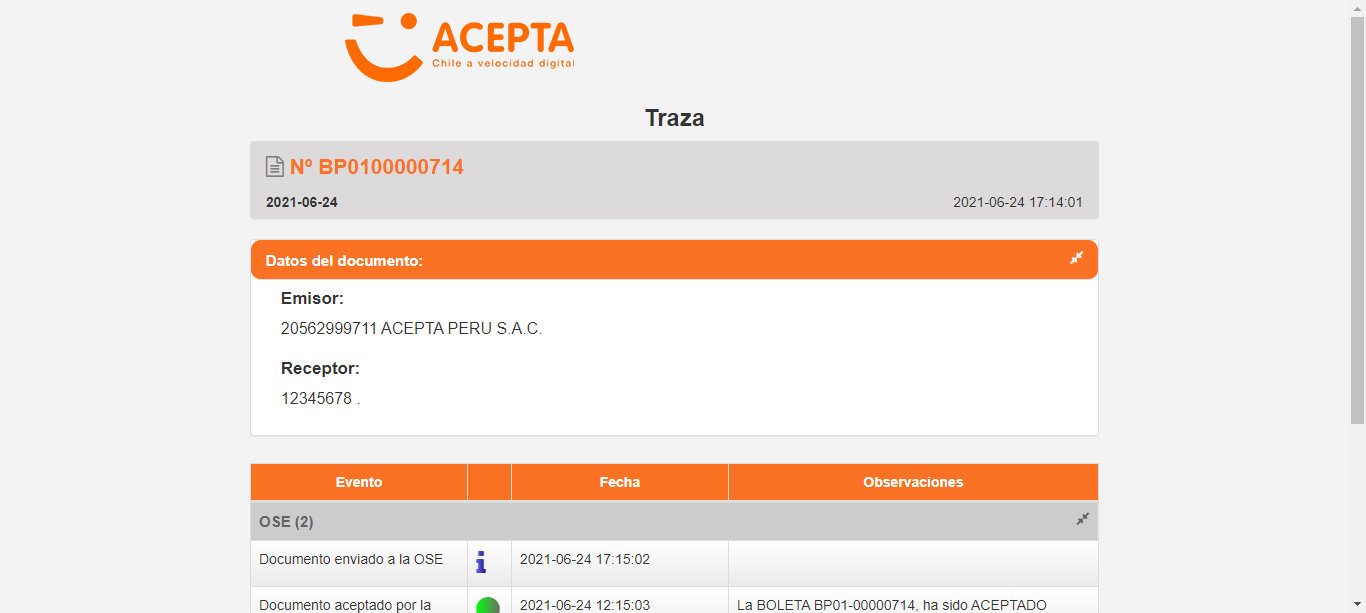 ACEPTA
Chile a velocidad digital
Traza
Nº BP0100000714
2021-06-24 2021-06-24 17:14:01
Datos del documento:
Emisor:
20562999711 ACEPTA PERU S.A.C.
Receptor:
12345678 .
Evento Fecha Observaciones
OSE (2)
Documento enviado a la OSE 2021-06-24 17:15:02
Documento aceptado por la 2021-06-24 12:15:03 La BOLETA BP01-00000714, ha sido ACEPTADO